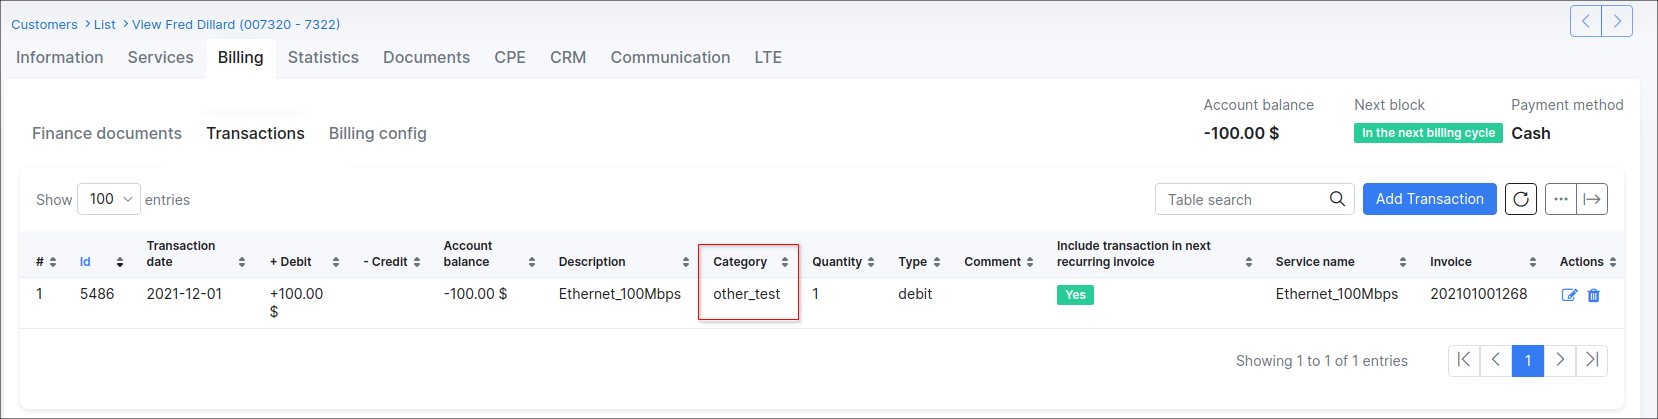 Customers > List > View Fred Dillard (007320 - 7322)
Information Services Billing Statistics Documents CPE CRM Communication LTE
Account balance Next block Payment method
-100.00 $ In the next billing cycle Cash
Finance documents Transactions Billing config
Show 100 entries
Table search Add Transaction
# Id Transaction date + Debit - Credit Account balance Description Category Quantity Type Comment Include transaction in next recurring invoice Service name Invoice Actions
1 5486 2021-12-01 +100.00 $ -100.00 $ Ethernet_100Mbps other_test 1 debit Yes Ethernet_100Mbps 202101001268
Showing 1 to 1 of 1 entries 1